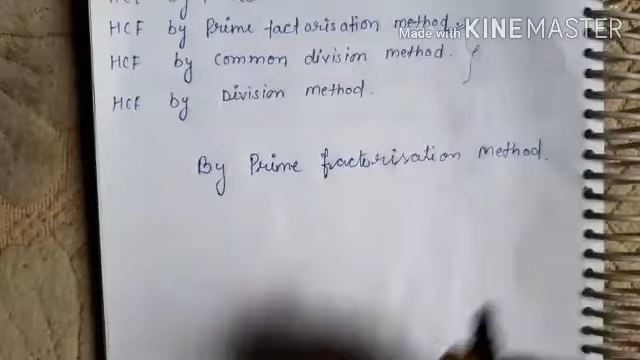 HCF by Prime factorisation method.
Made with KINEMASTER
HCF by common division method.
HCF by Division method.
By Prime fractorisation Method.